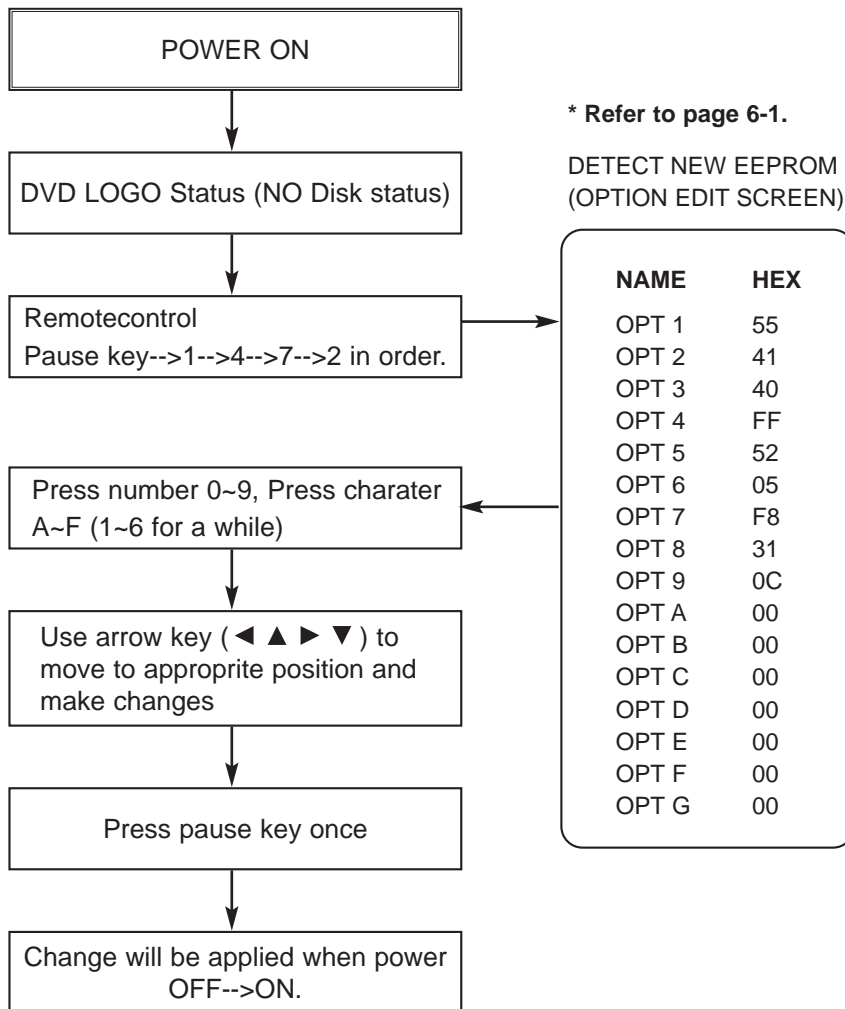 POWER ON
DVD LOGO Status (NO Disk status)
Remotecontrol
Pause key-->1-->4-->7-->2 in order.
* Refer to page 6-1.
DETECT NEW EEPROM
(OPTION EDIT SCREEN)
NAME HEX
OPT 1 55
OPT 2 41
OPT 3 40
OPT 4 FF
OPT 5 52
OPT 6 05
OPT 7 F8
OPT 8 31
OPT 9 0C
OPT A 00
OPT B 00
OPT C 00
OPT D 00
OPT E 00
OPT F 00
OPT G 00
Press number 0~9, Press charater
A~F (1~6 for a while)
Use arrow key ( ◀ ▲ ▶ ▼ ) to
move to approprite position and
make changes
Press pause key once
Change will be applied when power
OFF-->ON.